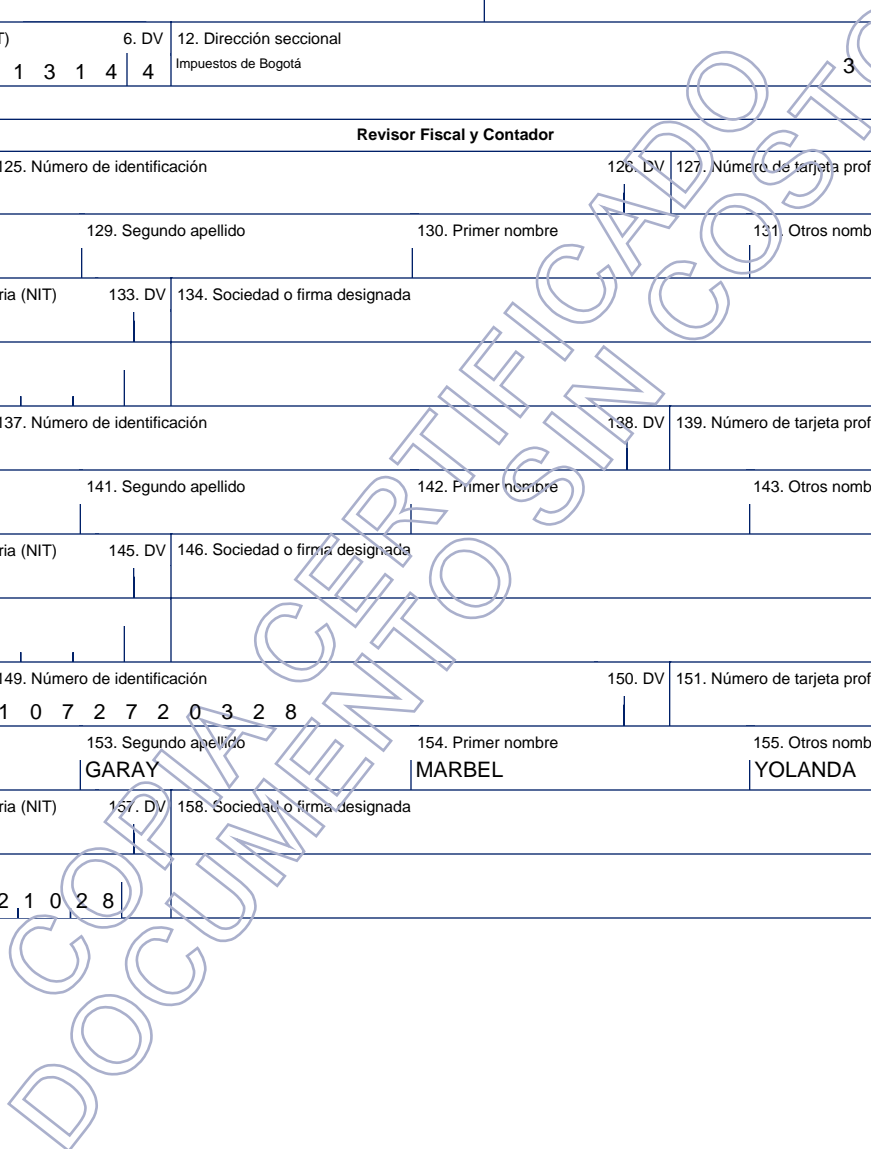 T) 6. DV 12. Dirección seccional
1 3 1 4 4 Impuestos de Bogotá 3
Revisor Fiscal y Contador
125. Número de identificación 126. DV 127. Número de tarjeta prof
129. Segundo apellido 130. Primer nombre 131. Otros nomb
ria (NIT) 133. DV 134. Sociedad o firma designada
137. Número de identificación 138. DV 139. Número de tarjeta prof
141. Segundo apellido 142. Primer nombre 143. Otros nomb
ria (NIT) 145. DV 146. Sociedad o firma designada
149. Número de identificación 150. DV 151. Número de tarjeta prof
1 0 7 2 7 2 0 3 2 8
153. Segundo apellido 154. Primer nombre 155. Otros nomb
GARAY MARBEL YOLANDA
ria (NIT) 157. DV 158. Sociedad o firma designada
2 1 0 2 8
COPIA CERTIFICADO
DOCUMENTO SIN COSTO